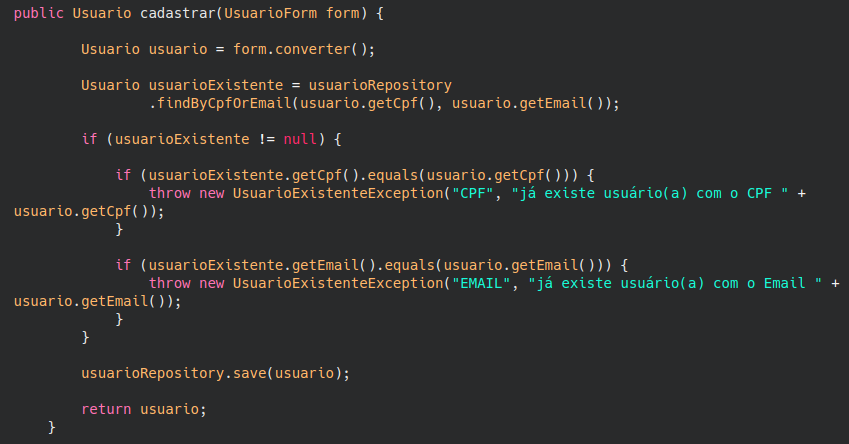 public Usuario cadastrar(UsuarioForm form) {
Usuario usuario = form.converter();
Usuario usuarioExistente = usuarioRepository
.findByCpfOrEmail(usuario.getCpf(), usuario.getEmail());
if (usuarioExistente != null) {
if (usuarioExistente.getCpf().equals(usuario.getCpf())) {
throw new UsuarioExistenteException("CPF", "já existe usuário(a) com o CPF " +
usuario.getCpf());
}
if (usuarioExistente.getEmail().equals(usuario.getEmail())) {
throw new UsuarioExistenteException("EMAIL", "já existe usuário(a) com o Email " +
usuario.getEmail());
}
}
usuarioRepository.save(usuario);
return usuario;
}